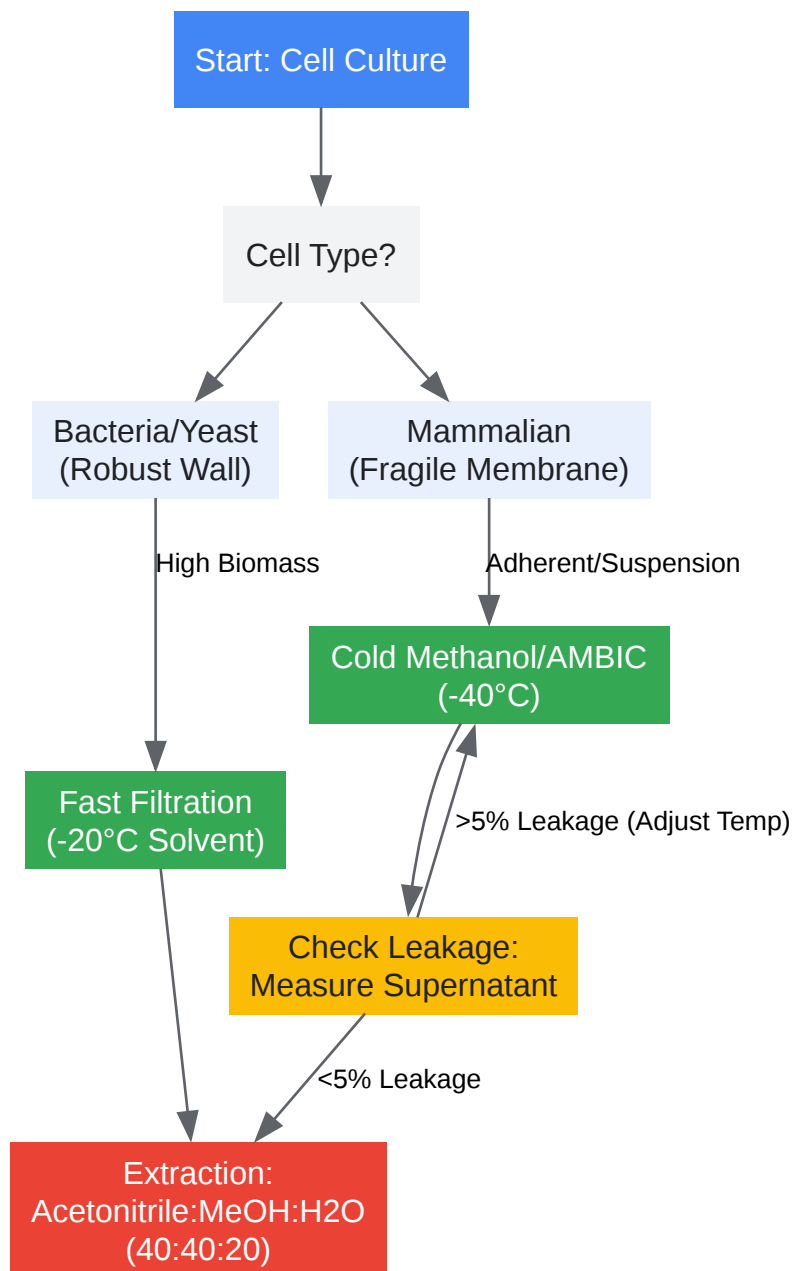 Start: Cell Culture
Cell Type?
Bacteria/Yeast
(Robust Wall)
Mammalian
(Fragile Membrane)
High Biomass
Adherent/Suspension
Cold Methanol/AMBIC
(-40°C)
Fast Filtration
(-20°C Solvent)
>5% Leakage (Adjust Temp)
Check Leakage:
Measure Supernatant
<5% Leakage
Extraction:
Acetonitrile:MeOH:H2O
(40:40:20)